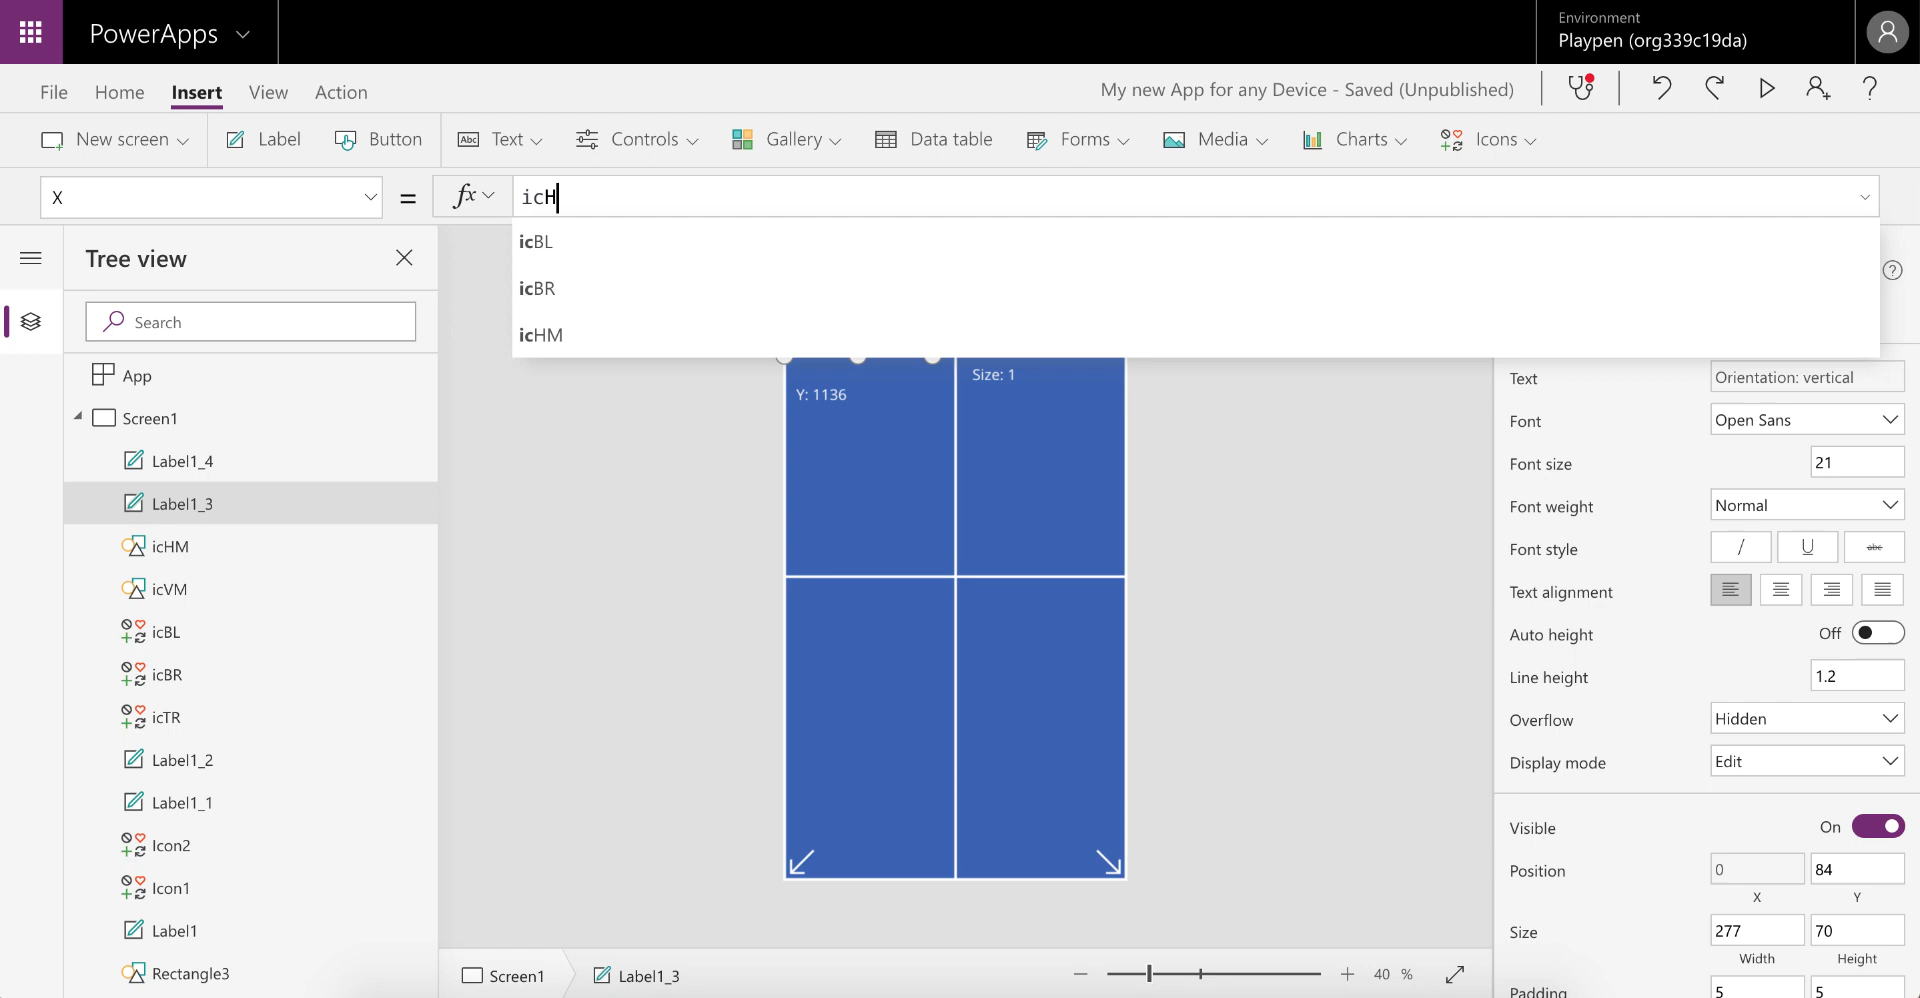 PowerApps
Environment
Playpen (org339c19da)
File Home Insert View Action
My new App for any Device - Saved (Unpublished)
New screen Label Button Text Controls Gallery Data table Forms Media Charts Icons
X = fx icH
icBL
icBR
icHM
Tree view
Search
App
Screen1
Label1_4
Label1_3
icHM
icVM
icBL
icBR
icTR
Label1_2
Label1_1
Icon2
Icon1
Label1
Rectangle3
Size: 1
Y: 1136
Screen1 Label1_3 40 %
Text Orientation: vertical
Font Open Sans
Font size 21
Font weight Normal
Font style / U abc
Text alignment
Auto height Off
Line height 1.2
Overflow Hidden
Display mode Edit
Visible On
Position 0 84
X Y
Size 277 70
Width Height
Padding 5 5